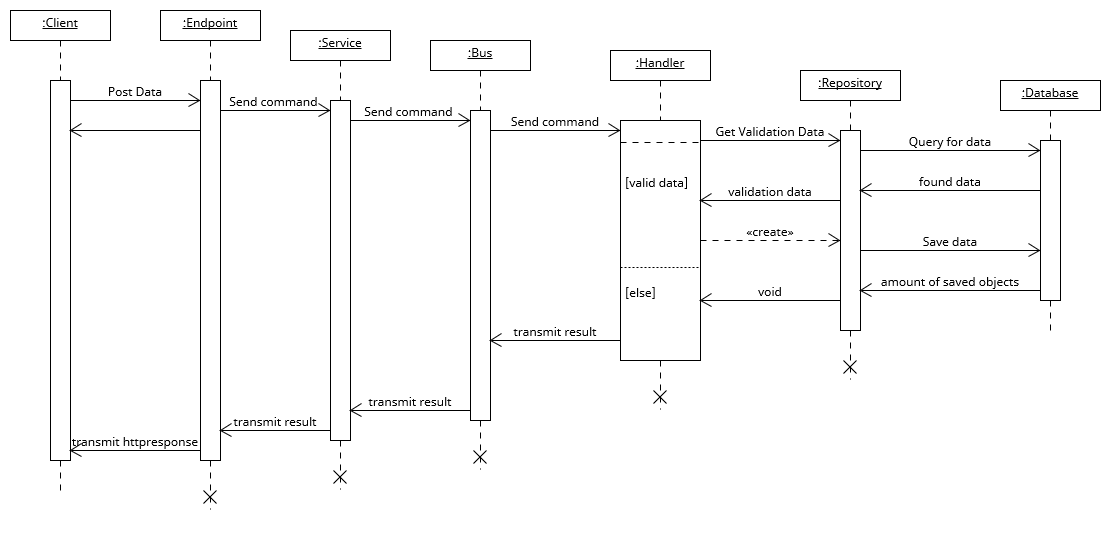 :Client
:Endpoint
:Service
:Bus
:Handler
:Repository
:Database
Post Data
Send command
Send command
Send command
Get Validation Data
Query for data
[valid data]
found data
validation data
«create»
Save data
[else]
amount of saved objects
void
transmit result
transmit result
transmit result
transmit httpresponse